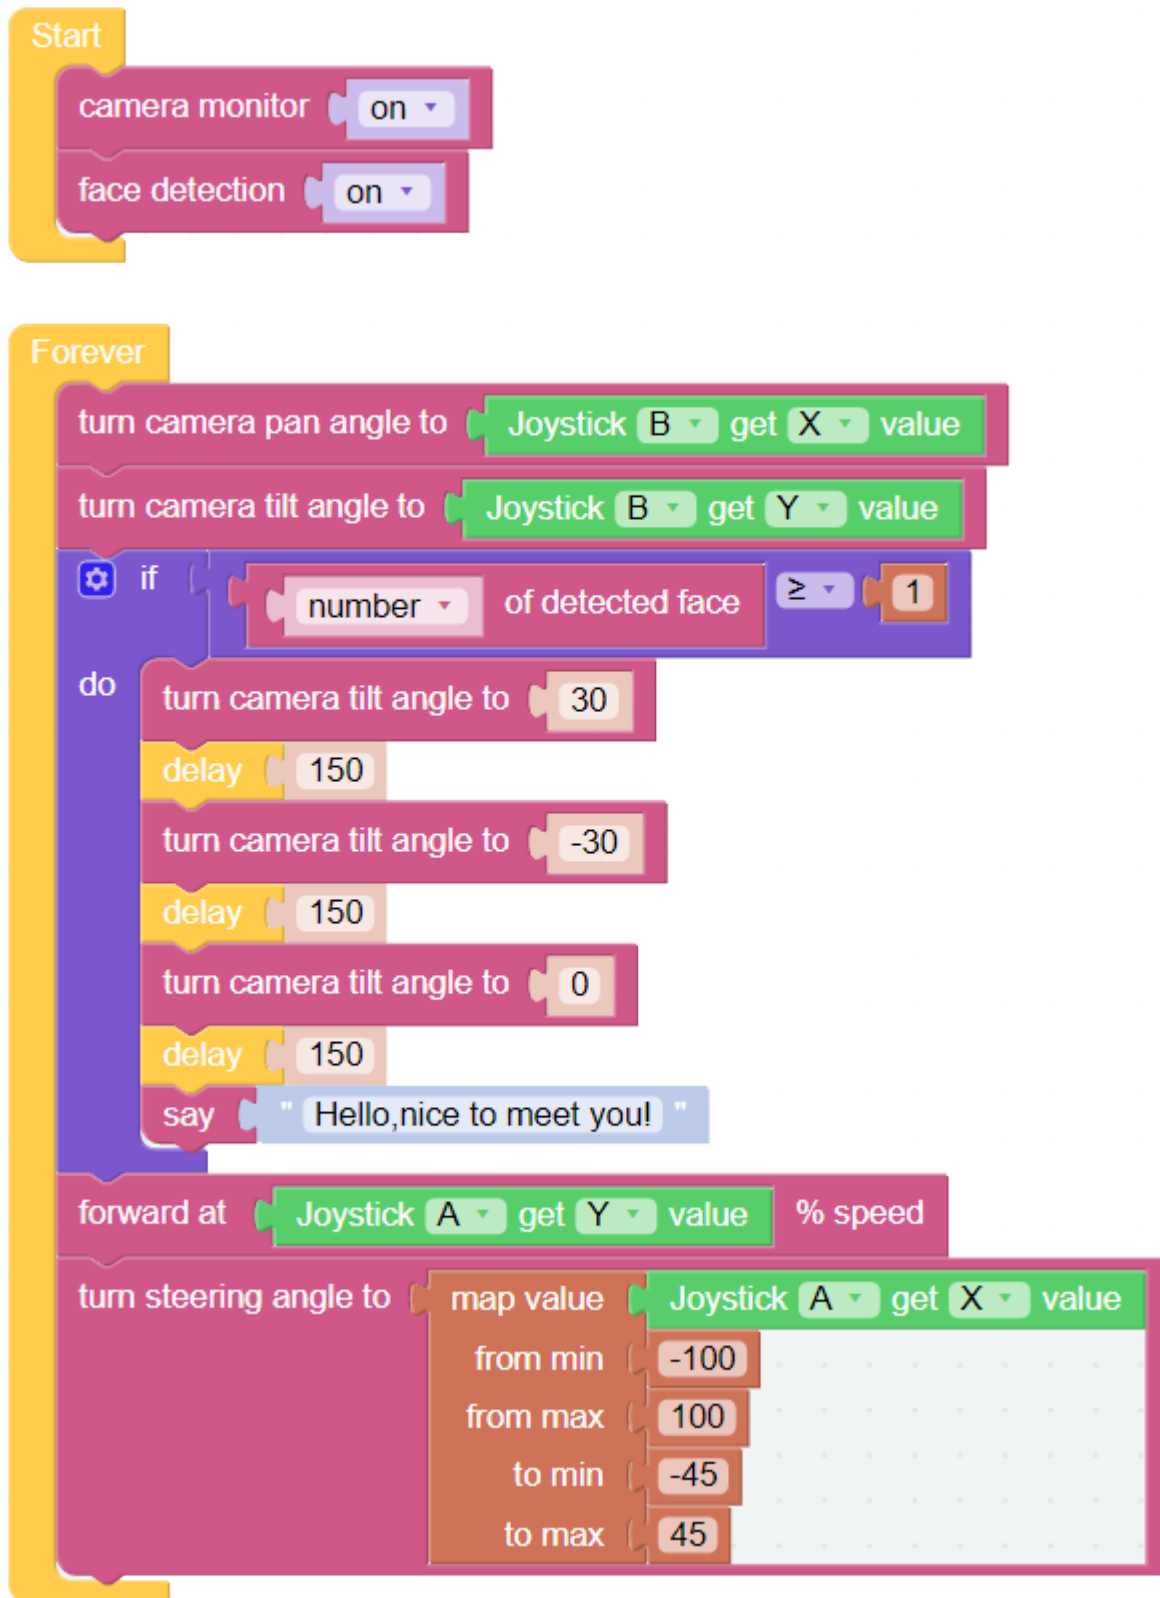 Start
camera monitor on
face detection on
Forever
turn camera pan angle to Joystick B get X value
turn camera tilt angle to Joystick B get Y value
if number of detected face ≥ 1
do
turn camera tilt angle to 30
delay 150
turn camera tilt angle to -30
delay 150
turn camera tilt angle to 0
delay 150
say " Hello,nice to meet you! "
forward at Joystick A get Y value % speed
turn steering angle to map value Joystick A get X value
from min -100
from max 100
to min -45
to max 45